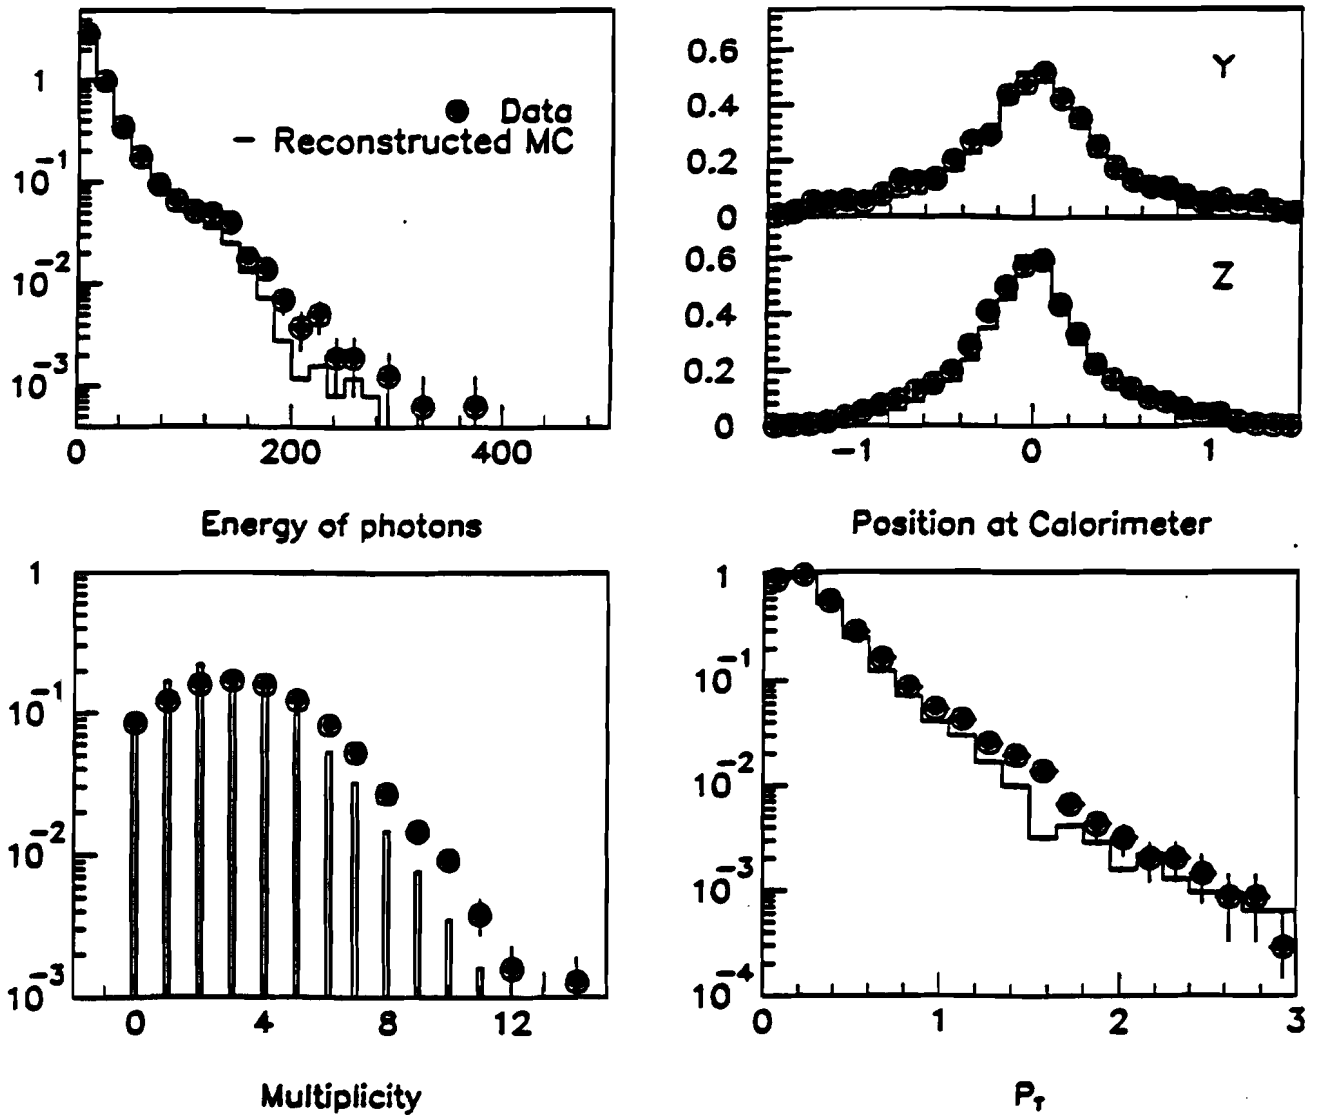 1
10⁻¹
10⁻²
10⁻³
0 200 400
● Data
– Reconstructed MC
Energy of photons
0.6
0.4
0.2
0
Y
0.6
0.4
0.2
0
Z
−1 0 1
Position at Calorimeter
1
10⁻¹
10⁻²
10⁻³
0 4 8 12
Multiplicity
1
10⁻¹
10⁻²
10⁻³
10⁻⁴
0 1 2 3
P_T